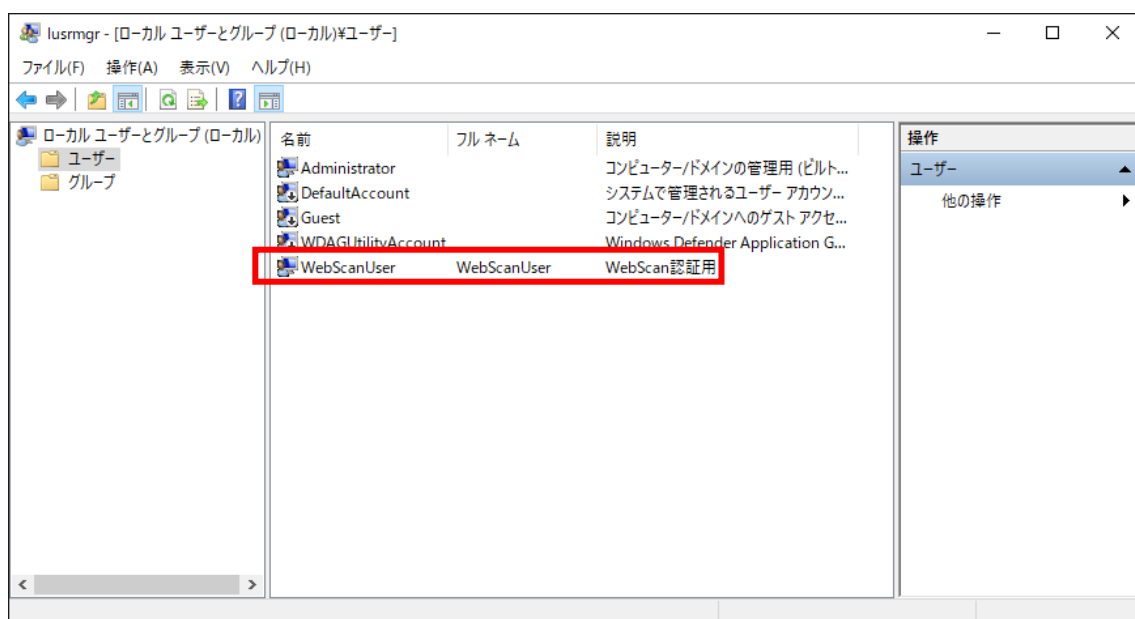 lusrmgr - [ローカル ユーザーとグループ (ローカル)¥ユーザー]
ファイル(F) 操作(A) 表示(V) ヘルプ(H)
ローカル ユーザーとグループ (ローカル)
ユーザー
グループ
名前 フル ネーム 説明
Administrator コンピューター/ドメインの管理用 (ビルト...
DefaultAccount システムで管理されるユーザー アカウン...
Guest コンピューター/ドメインへのゲスト アクセ...
WDAGUtilityAccount Windows Defender Application G...
WebScanUser WebScanUser WebScan認証用
操作
ユーザー
他の操作